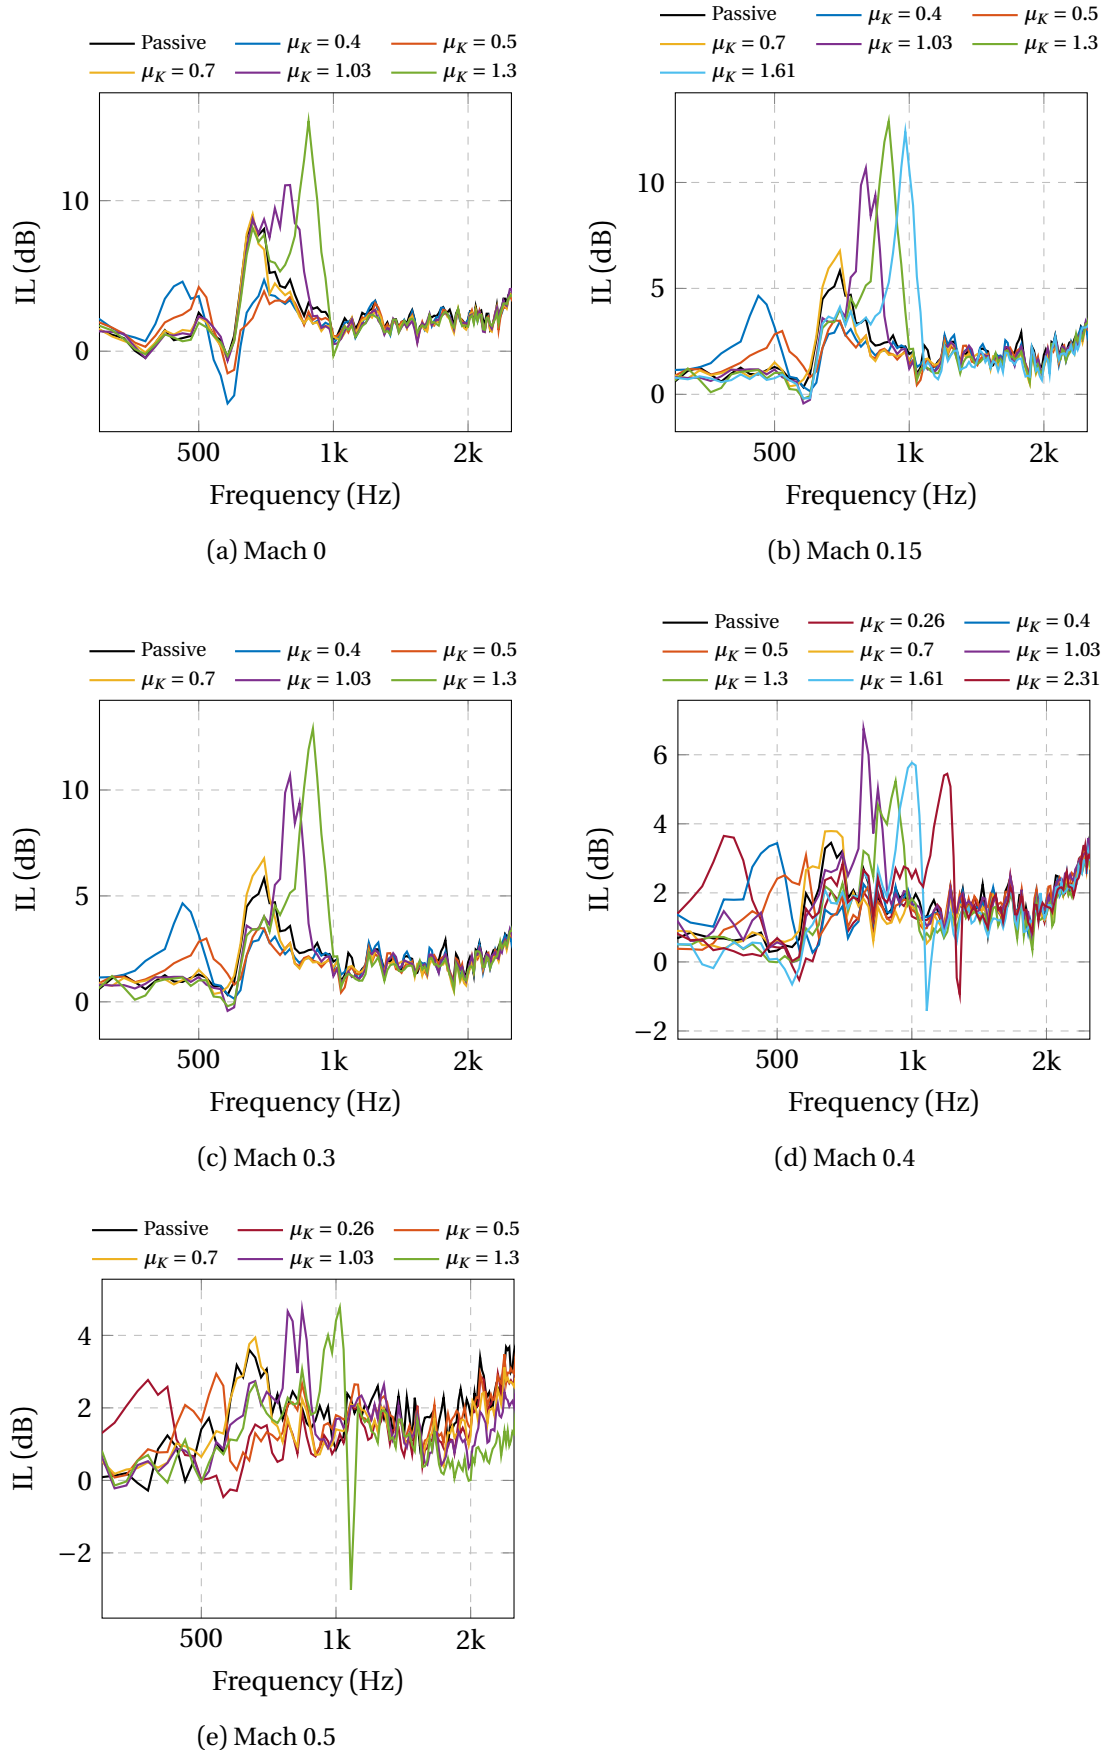 Passive μK = 0.4 μK = 0.5
μK = 0.7 μK = 1.03 μK = 1.3
10
0
IL (dB)
500 1k 2k
Frequency (Hz)
(a) Mach 0
Passive μK = 0.4 μK = 0.5
μK = 0.7 μK = 1.03 μK = 1.3
μK = 1.61
10
5
0
IL (dB)
500 1k 2k
Frequency (Hz)
(b) Mach 0.15
Passive μK = 0.4 μK = 0.5
μK = 0.7 μK = 1.03 μK = 1.3
10
5
0
IL (dB)
500 1k 2k
Frequency (Hz)
(c) Mach 0.3
Passive μK = 0.26 μK = 0.4
μK = 0.5 μK = 0.7 μK = 1.03
μK = 1.3 μK = 1.61 μK = 2.31
6
4
2
0
−2
IL (dB)
500 1k 2k
Frequency (Hz)
(d) Mach 0.4
Passive μK = 0.26 μK = 0.5
μK = 0.7 μK = 1.03 μK = 1.3
4
2
0
−2
IL (dB)
500 1k 2k
Frequency (Hz)
(e) Mach 0.5